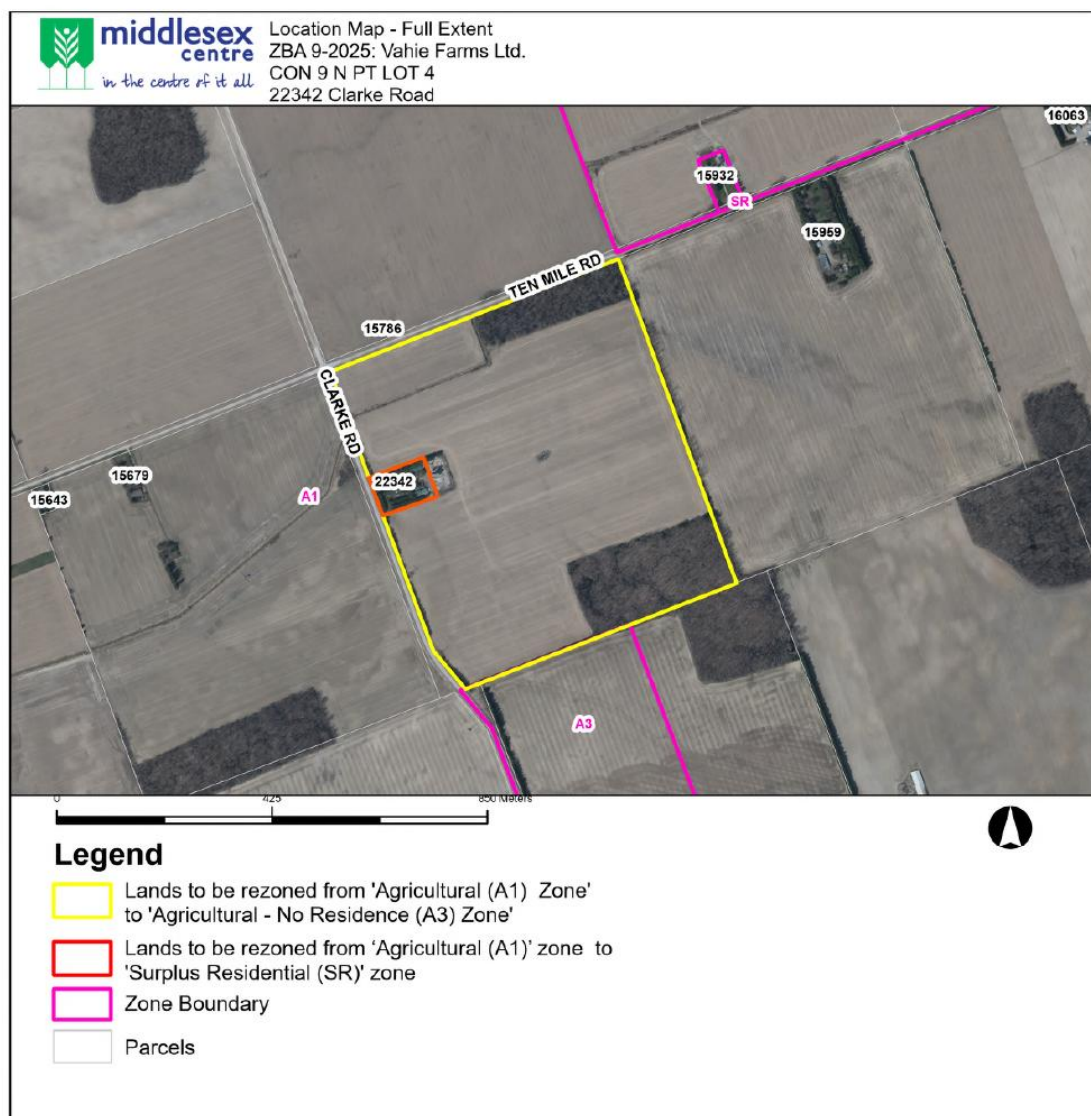 middlesex
centre
in the centre of it all
Location Map - Full Extent
ZBA 9-2025: Vahie Farms Ltd.
CON 9 N PT LOT 4
22342 Clarke Road
16063
15932
SR
15959
TEN MILE RD
15786
CLARKE RD
22342
15679
15643
A1
A3
0
425
850 Meters
Legend
Lands to be rezoned from 'Agricultural (A1) Zone'
to 'Agricultural - No Residence (A3) Zone'
Lands to be rezoned from ‘Agricultural (A1)’ zone to
'Surplus Residential (SR)' zone
Zone Boundary
Parcels